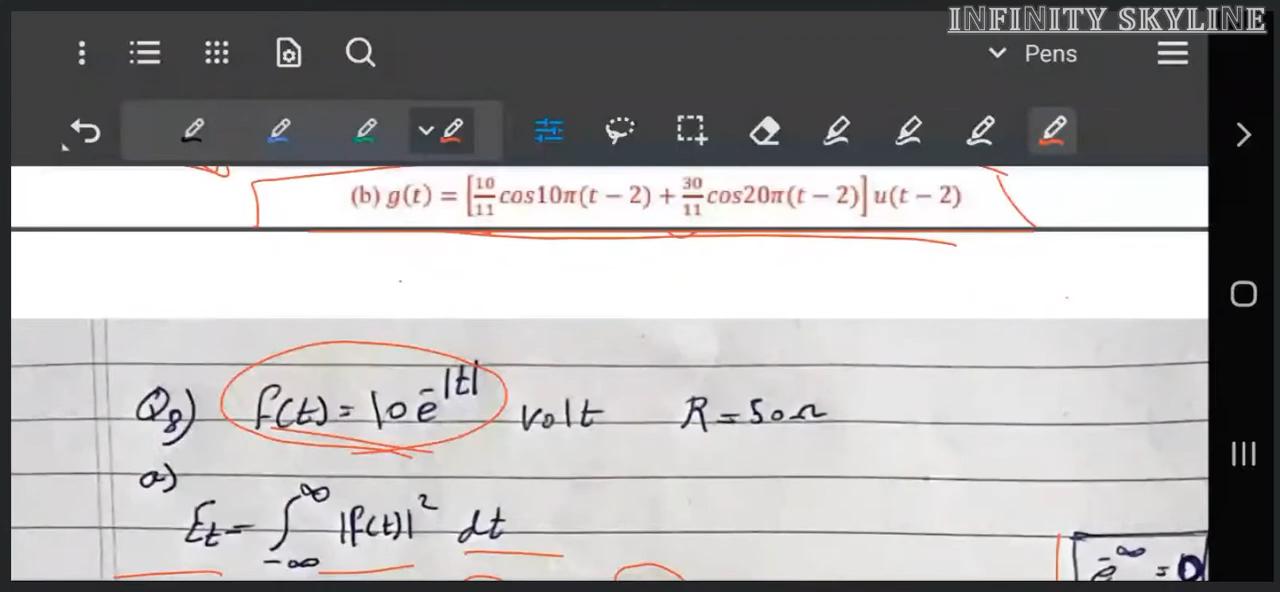 INFINITY SKYLINE
Pens
(b) g(t) = [10/11 cos10π(t − 2) + 30/11 cos20π(t − 2)] u(t − 2)
Q8) f(t) = 10 e^-|t| volt R = 50Ω
a)
Et = ∫_-∞^∞ |f(t)|² dt
e^-∞ = 0